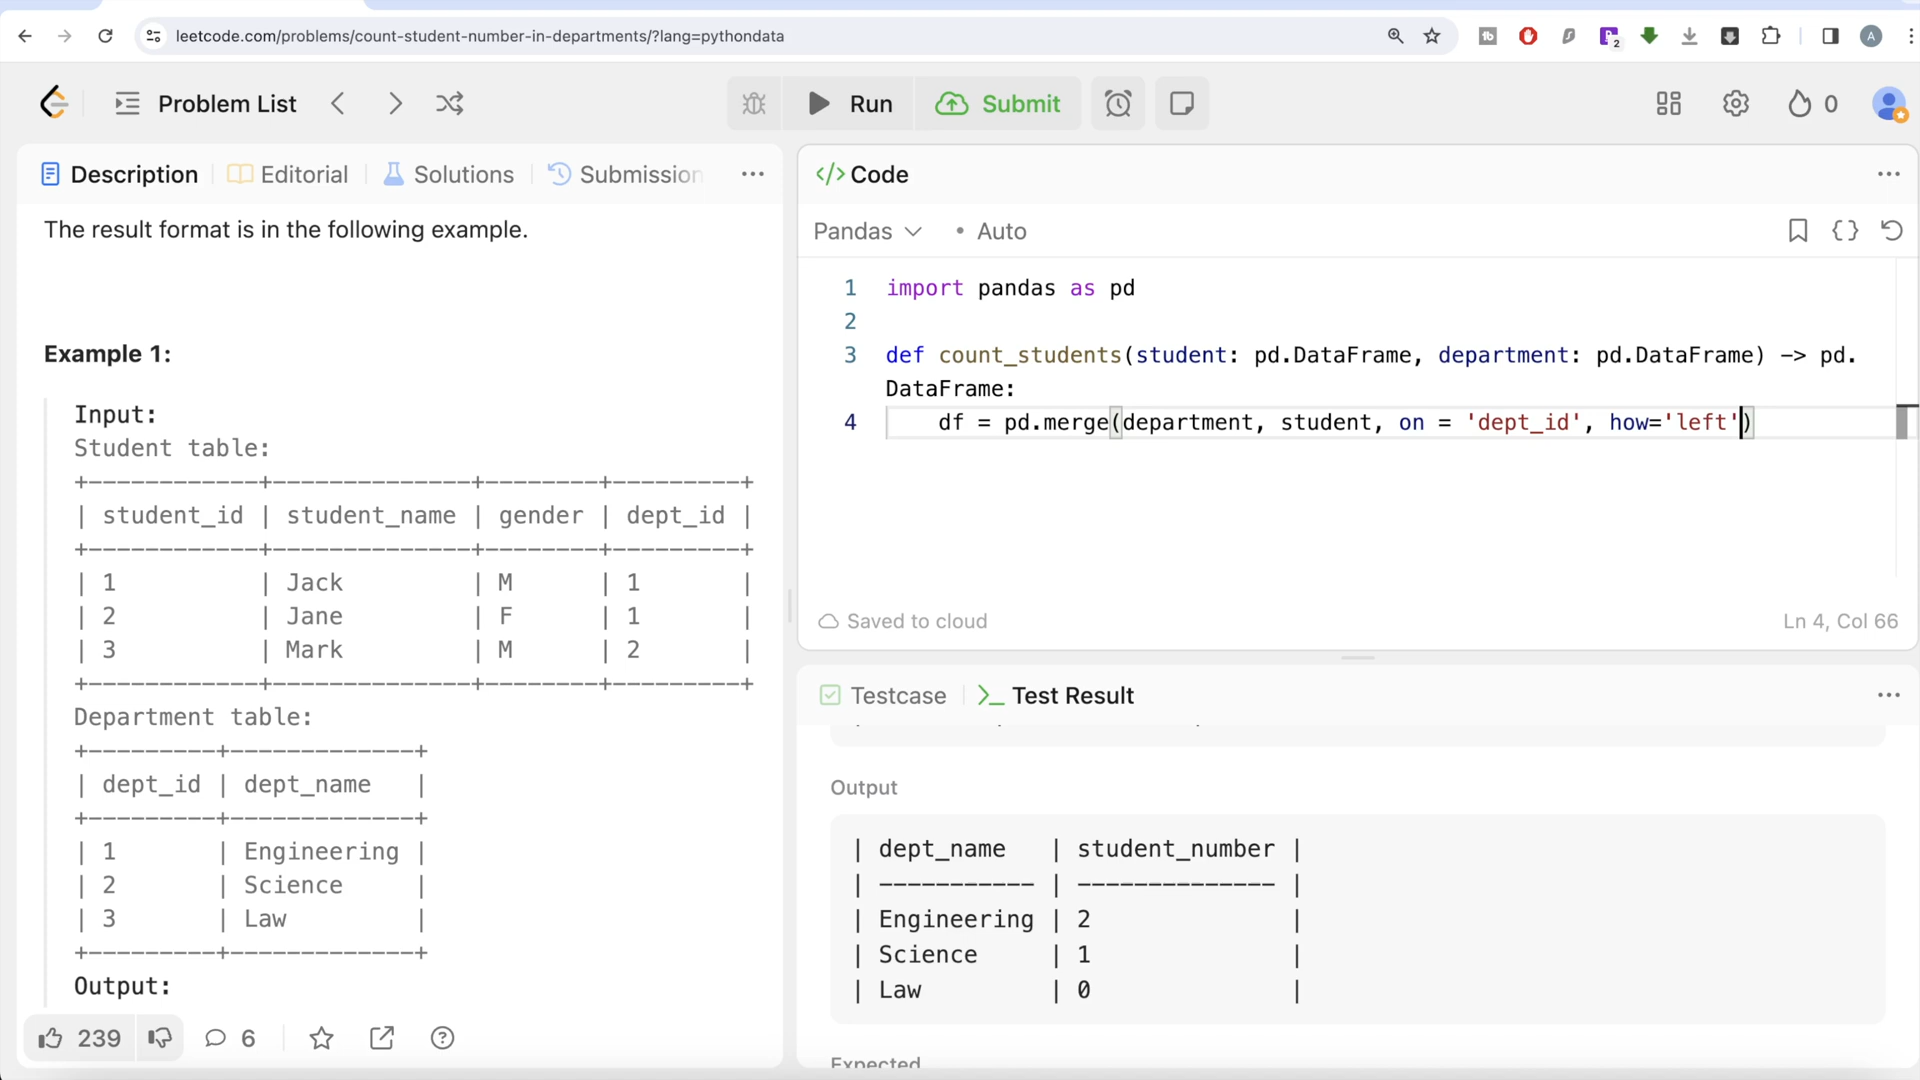 leetcode.com/problems/count-student-number-in-departments/?lang=pythondata
2
A
Problem List
Run
Submit
0
Description
Editorial
Solutions
Submission
The result format is in the following example.
Example 1:
Input:
Student table:
+------------+--------------+--------+---------+
| student_id | student_name | gender | dept_id |
+------------+--------------+--------+---------+
| 1          | Jack         | M      | 1       |
| 2          | Jane         | F      | 1       |
| 3          | Mark         | M      | 2       |
+------------+--------------+--------+---------+
Department table:
+---------+-------------+
| dept_id | dept_name   |
+---------+-------------+
| 1       | Engineering |
| 2       | Science     |
| 3       | Law         |
+---------+-------------+
Output:
239
6
</> Code
Pandas
• Auto
1 import pandas as pd
2
3 def count_students(student: pd.DataFrame, department: pd.DataFrame) -> pd.
DataFrame:
4     df = pd.merge(department, student, on = 'dept_id', how='left')
Saved to cloud
Ln 4, Col 66
Testcase
>_ Test Result
Output
| dept_name   | student_number |
| ----------- | -------------- |
| Engineering | 2              |
| Science     | 1              |
| Law         | 0              |
Expected